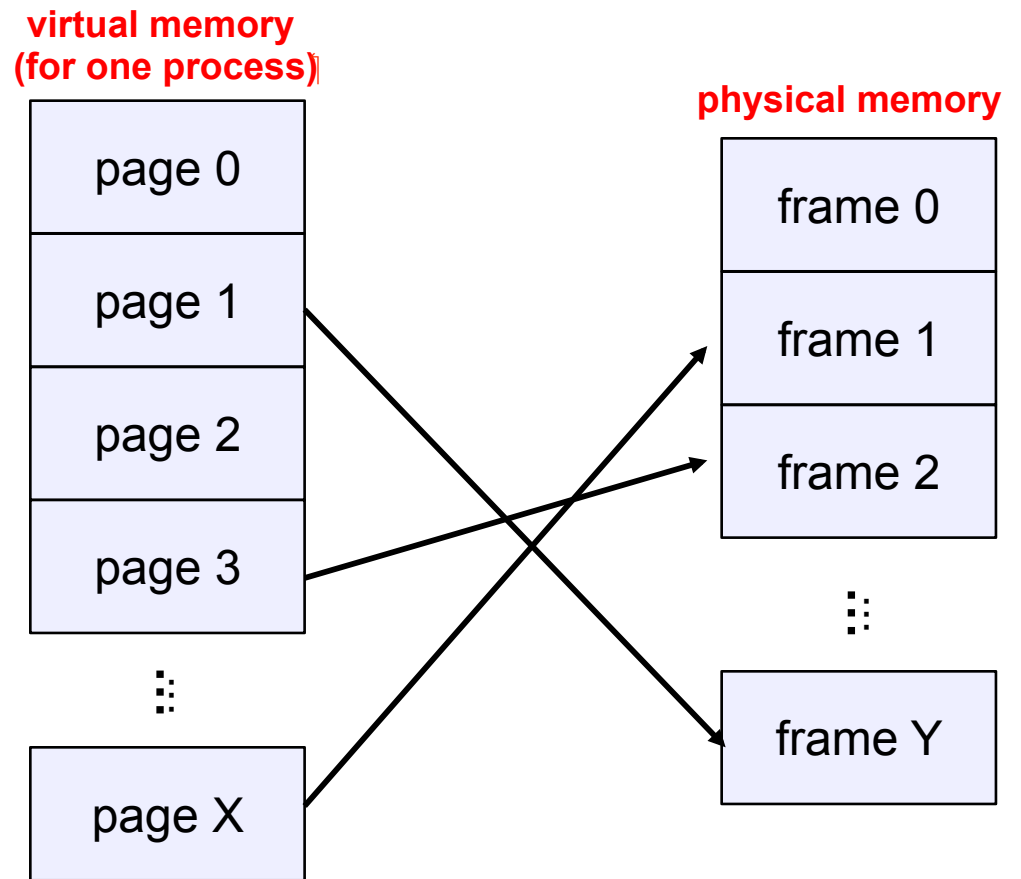 virtual memory
(for one process)
page 0
page 1
page 2
page 3
page X
physical memory
frame 0
frame 1
frame 2
frame Y